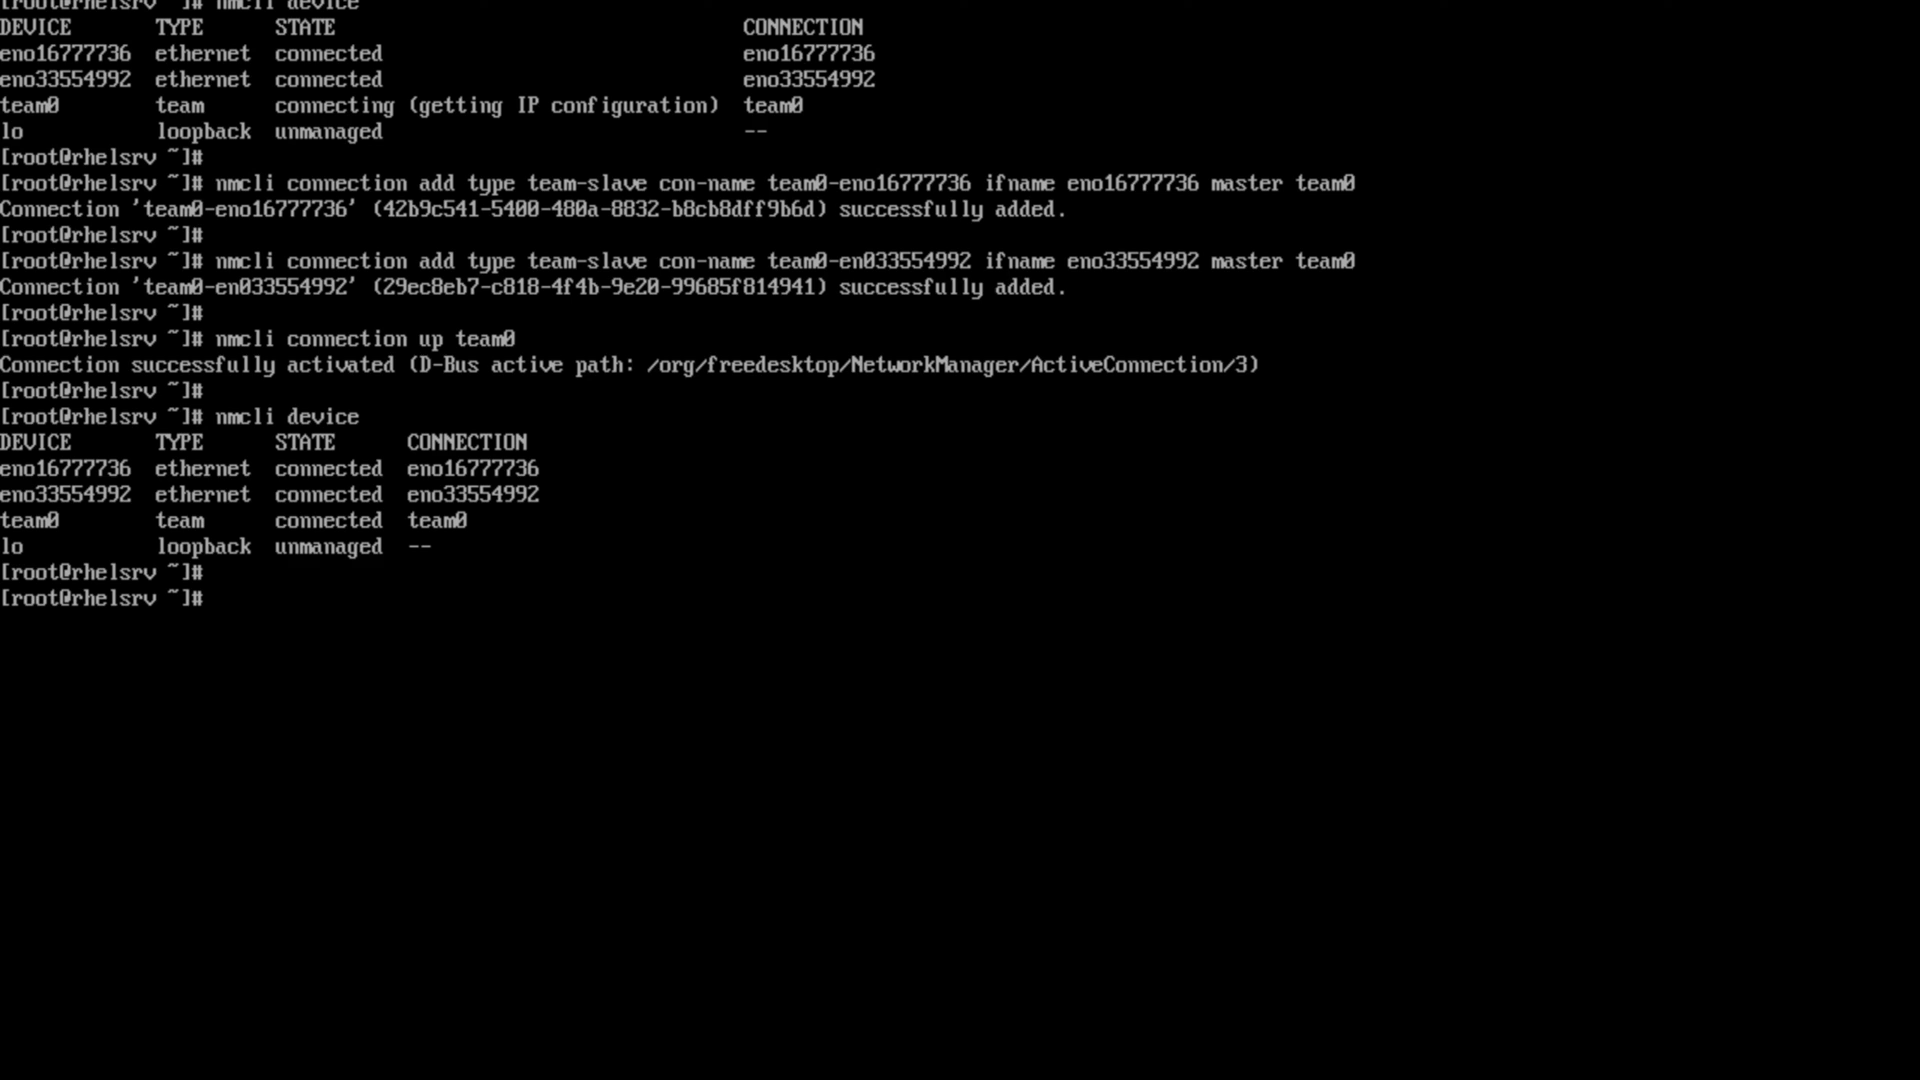 [root@rhelsrv ~]# nmcli device
DEVICE       TYPE      STATE                                  CONNECTION
eno16777736  ethernet  connected                              eno16777736
eno33554992  ethernet  connected                              eno33554992
team0        team      connecting (getting IP configuration)  team0
lo           loopback  unmanaged                              --
[root@rhelsrv ~]#
[root@rhelsrv ~]# nmcli connection add type team-slave con-name team0-eno16777736 ifname eno16777736 master team0
Connection 'team0-eno16777736' (42b9c541-5400-480a-8832-b8cb8dff9b6d) successfully added.
[root@rhelsrv ~]#
[root@rhelsrv ~]# nmcli connection add type team-slave con-name team0-en033554992 ifname eno33554992 master team0
Connection 'team0-en033554992' (29ec8eb7-c818-4f4b-9e20-99685f814941) successfully added.
[root@rhelsrv ~]#
[root@rhelsrv ~]# nmcli connection up team0
Connection successfully activated (D-Bus active path: /org/freedesktop/NetworkManager/ActiveConnection/3)
[root@rhelsrv ~]#
[root@rhelsrv ~]# nmcli device
DEVICE       TYPE      STATE      CONNECTION
eno16777736  ethernet  connected  eno16777736
eno33554992  ethernet  connected  eno33554992
team0        team      connected  team0
lo           loopback  unmanaged  --
[root@rhelsrv ~]#
[root@rhelsrv ~]#